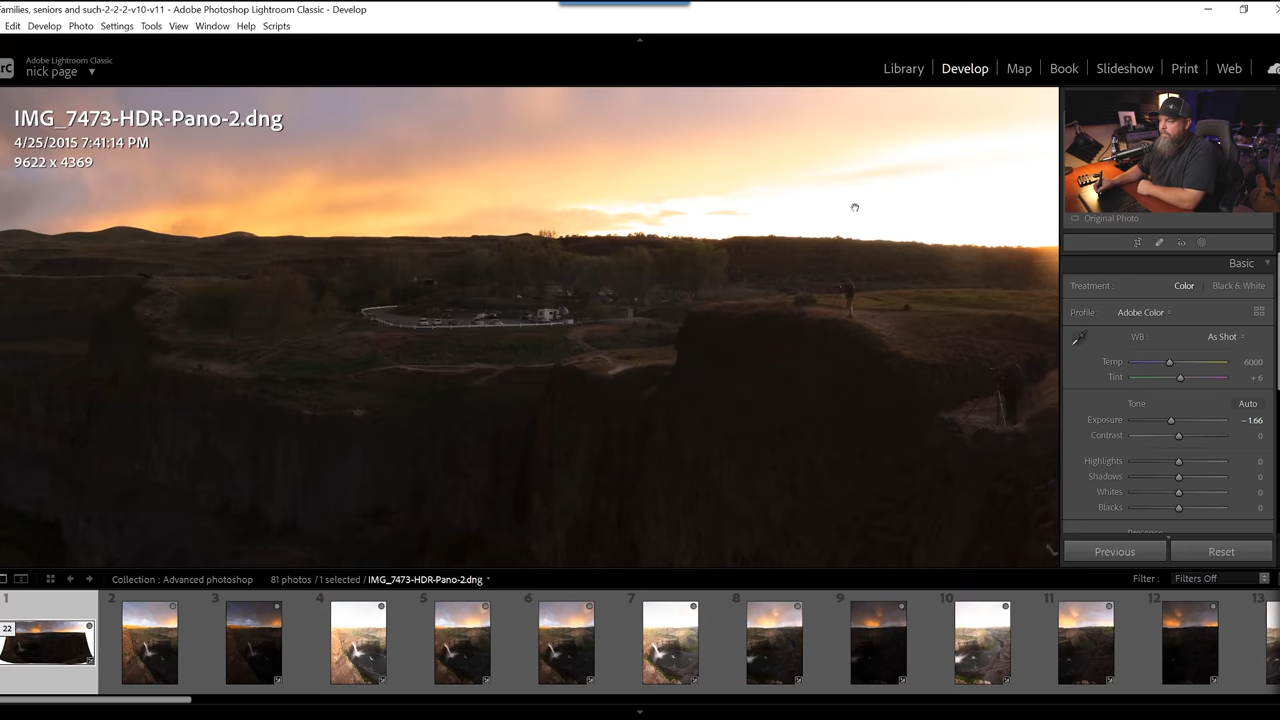 Families, seniors and such-2-2-2-v10-v11 - Adobe Photoshop Lightroom Classic - Develop
Edit Develop Photo Settings Tools View Window Help Scripts
rC
Adobe Lightroom Classic
nick page
Library Develop Map Book Slideshow Print Web
IMG_7473-HDR-Pano-2.dng
4/25/2015 7:41:14 PM
9622 x 4369
Original Photo
Basic
Treatment : Color Black & White
Profile : Adobe Color
WB : As Shot
Temp 6000
Tint + 6
Tone Auto
Exposure – 1.66
Contrast 0
Highlights 0
Shadows 0
Whites 0
Blacks 0
Presence
Previous Reset
Collection : Advanced photoshop 81 photos / 1 selected / IMG_7473-HDR-Pano-2.dng
Filter : Filters Off
1 2 3 4 5 6 7 8 9 10 11 12 13
22